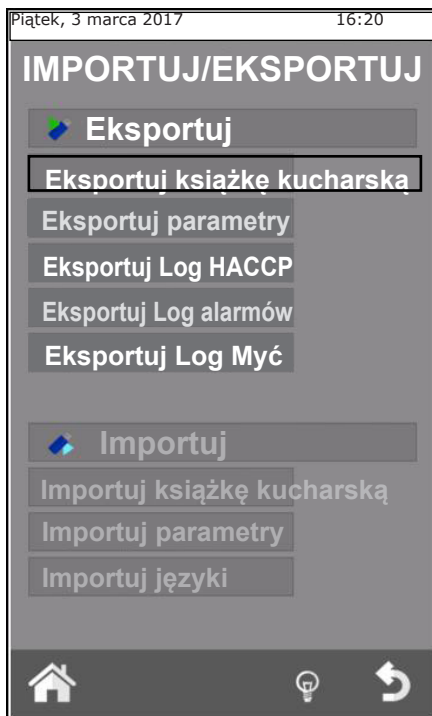 Piątek, 3 marca 2017 16:20
IMPORTUJ/EKSPORTUJ
Eksportuj
Eksportuj książkę kucharską
Eksportuj parametry
Eksportuj Log HACCP
Eksportuj Log alarmów
Eksportuj Log Myć
Importuj
Importuj książkę kucharską
Importuj parametry
Importuj języki